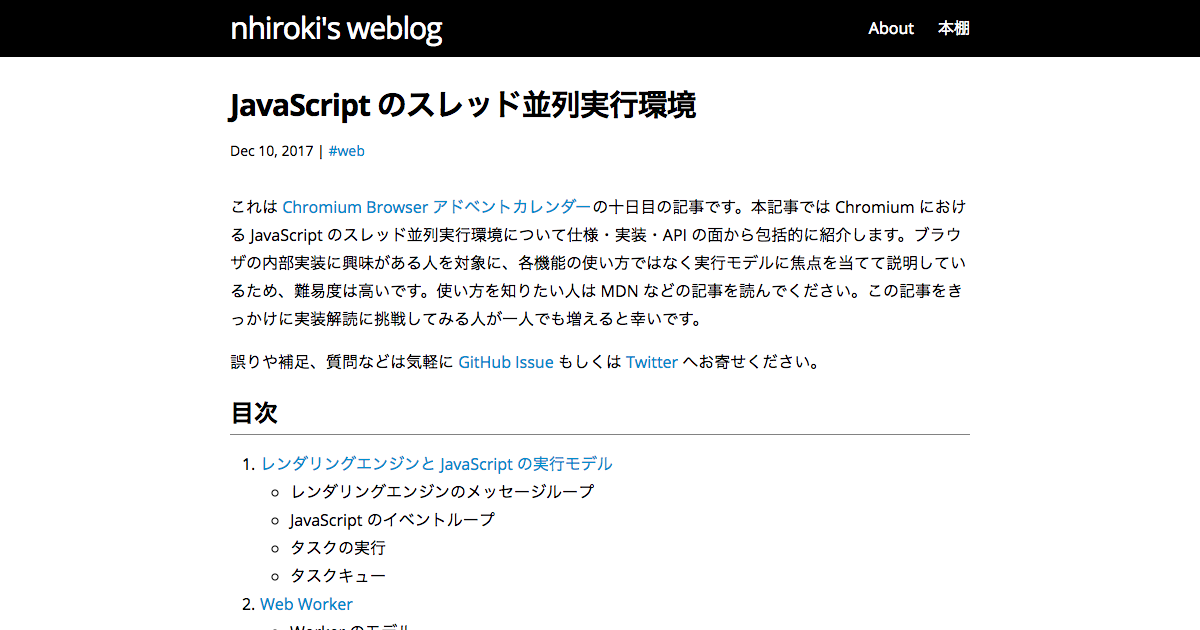 nhiroki's weblog
About 本棚
JavaScript のスレッド並列実行環境
Dec 10, 2017 | #web
これは Chromium Browser アドベントカレンダーの十日目の記事です。本記事では Chromium におけ
る JavaScript のスレッド並列実行環境について仕様・実装・API の面から包括的に紹介します。ブラウ
ザの内部実装に興味がある人を対象に、各機能の使い方ではなく実行モデルに焦点を当てて説明してい
るため、難易度は高いです。使い方を知りたい人は MDN などの記事を読んでください。この記事をき
っかけに実装解読に挑戦してみる人が一人でも増えると幸いです。
誤りや補足、質問などは気軽に GitHub Issue もしくは Twitter へお寄せください。
目次
1. レンダリングエンジンと JavaScript の実行モデル
レンダリングエンジンのメッセージループ
JavaScript のイベントループ
タスクの実行
タスクキュー
2. Web Worker
Worker のモデル